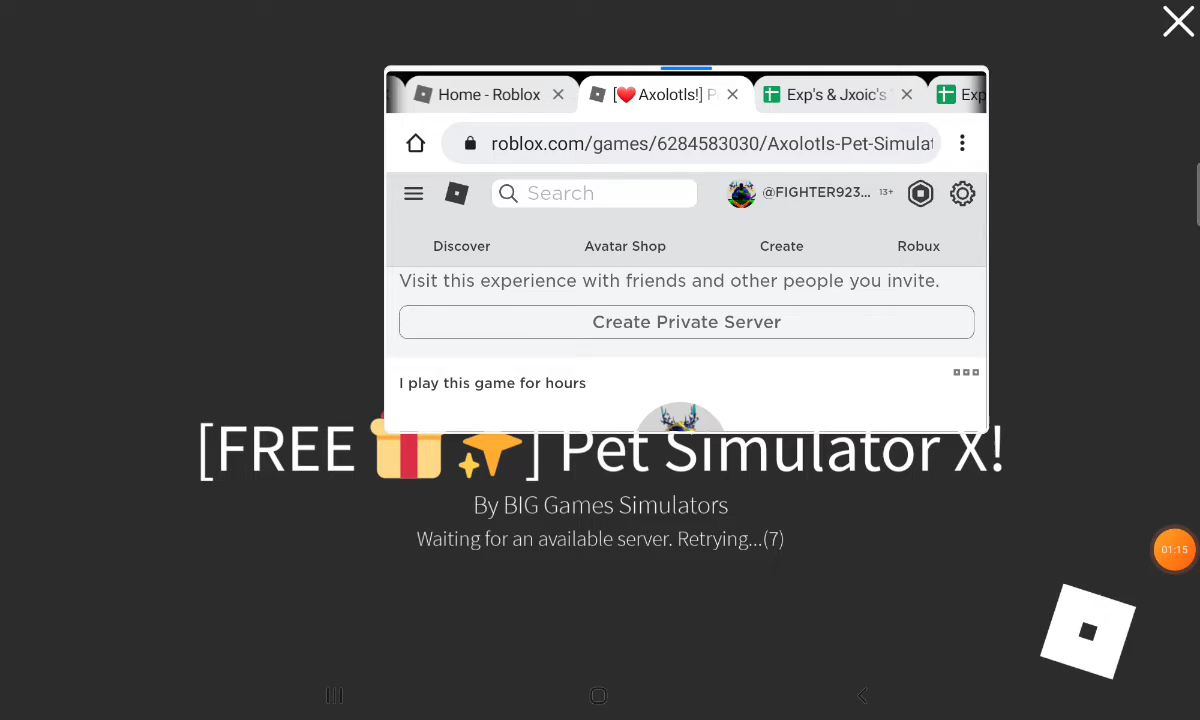 Home - Roblox
[❤️ Axolotls!] P
Exp's & Jxoic's
Exp
roblox.com/games/6284583030/Axolotls-Pet-Simulat
Search
@FIGHTER923... 13+
Discover Avatar Shop Create Robux
Visit this experience with friends and other people you invite.
Create Private Server
I play this game for hours
[FREE 🎁✨] Pet Simulator X!
By BIG Games Simulators
Waiting for an available server. Retrying...(7)
01:15